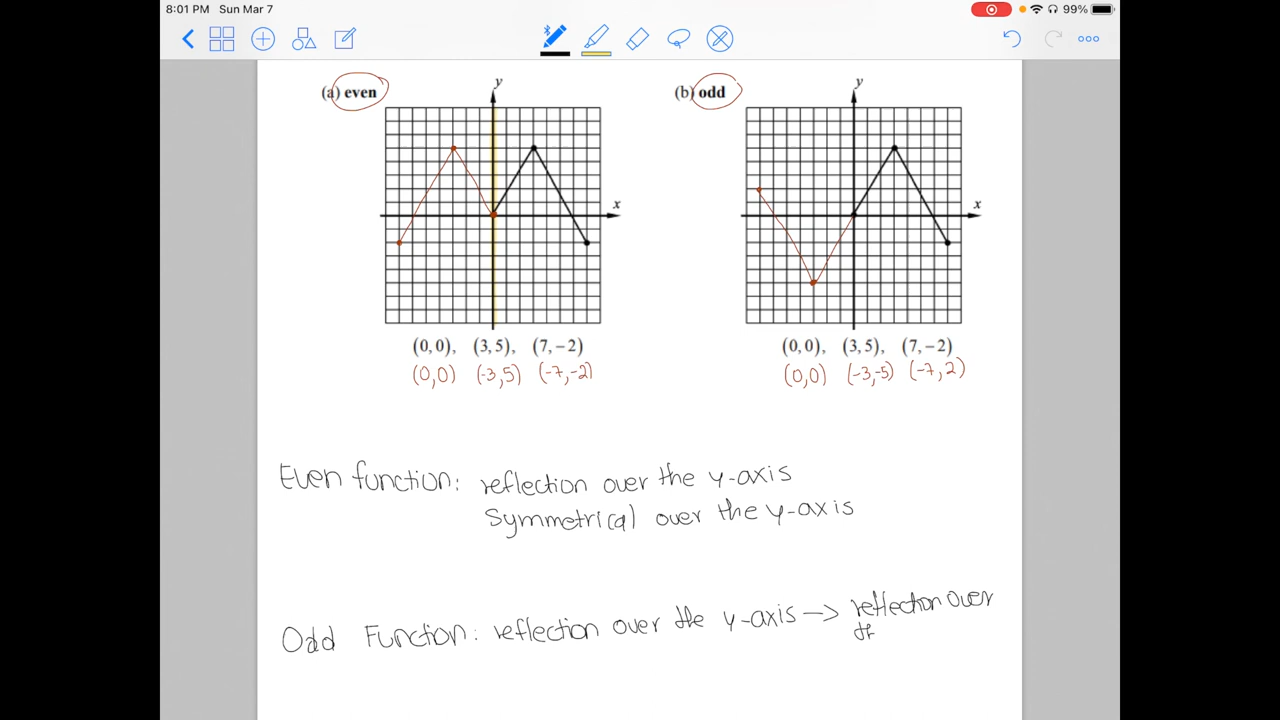 8:01 PM Sun Mar 7
99%
(a) even
(b) odd
y
y
x
x
(0, 0), (3, 5), (7, −2)
(0, 0), (3, 5), (7, −2)
(0,0) (-3,5) (-7,-2)
(0,0) (-3,-5) (-7,2)
Even function: reflection over the y-axis
Symmetrical over the y-axis
Odd Function: reflection over the y-axis → reflection over
th